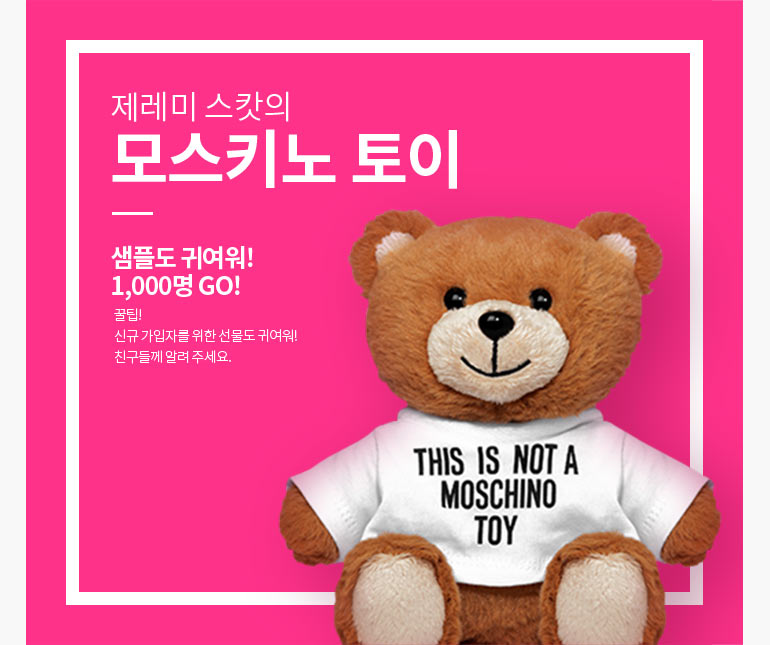 제레미 스캇의
모스키노 토이
샘플도 귀여워!
1,000명 GO!
꿀팁!
신규 가입자를 위한 선물도 귀여워!
친구들께 알려 주세요.
THIS IS NOT A
MOSCHINO
TOY